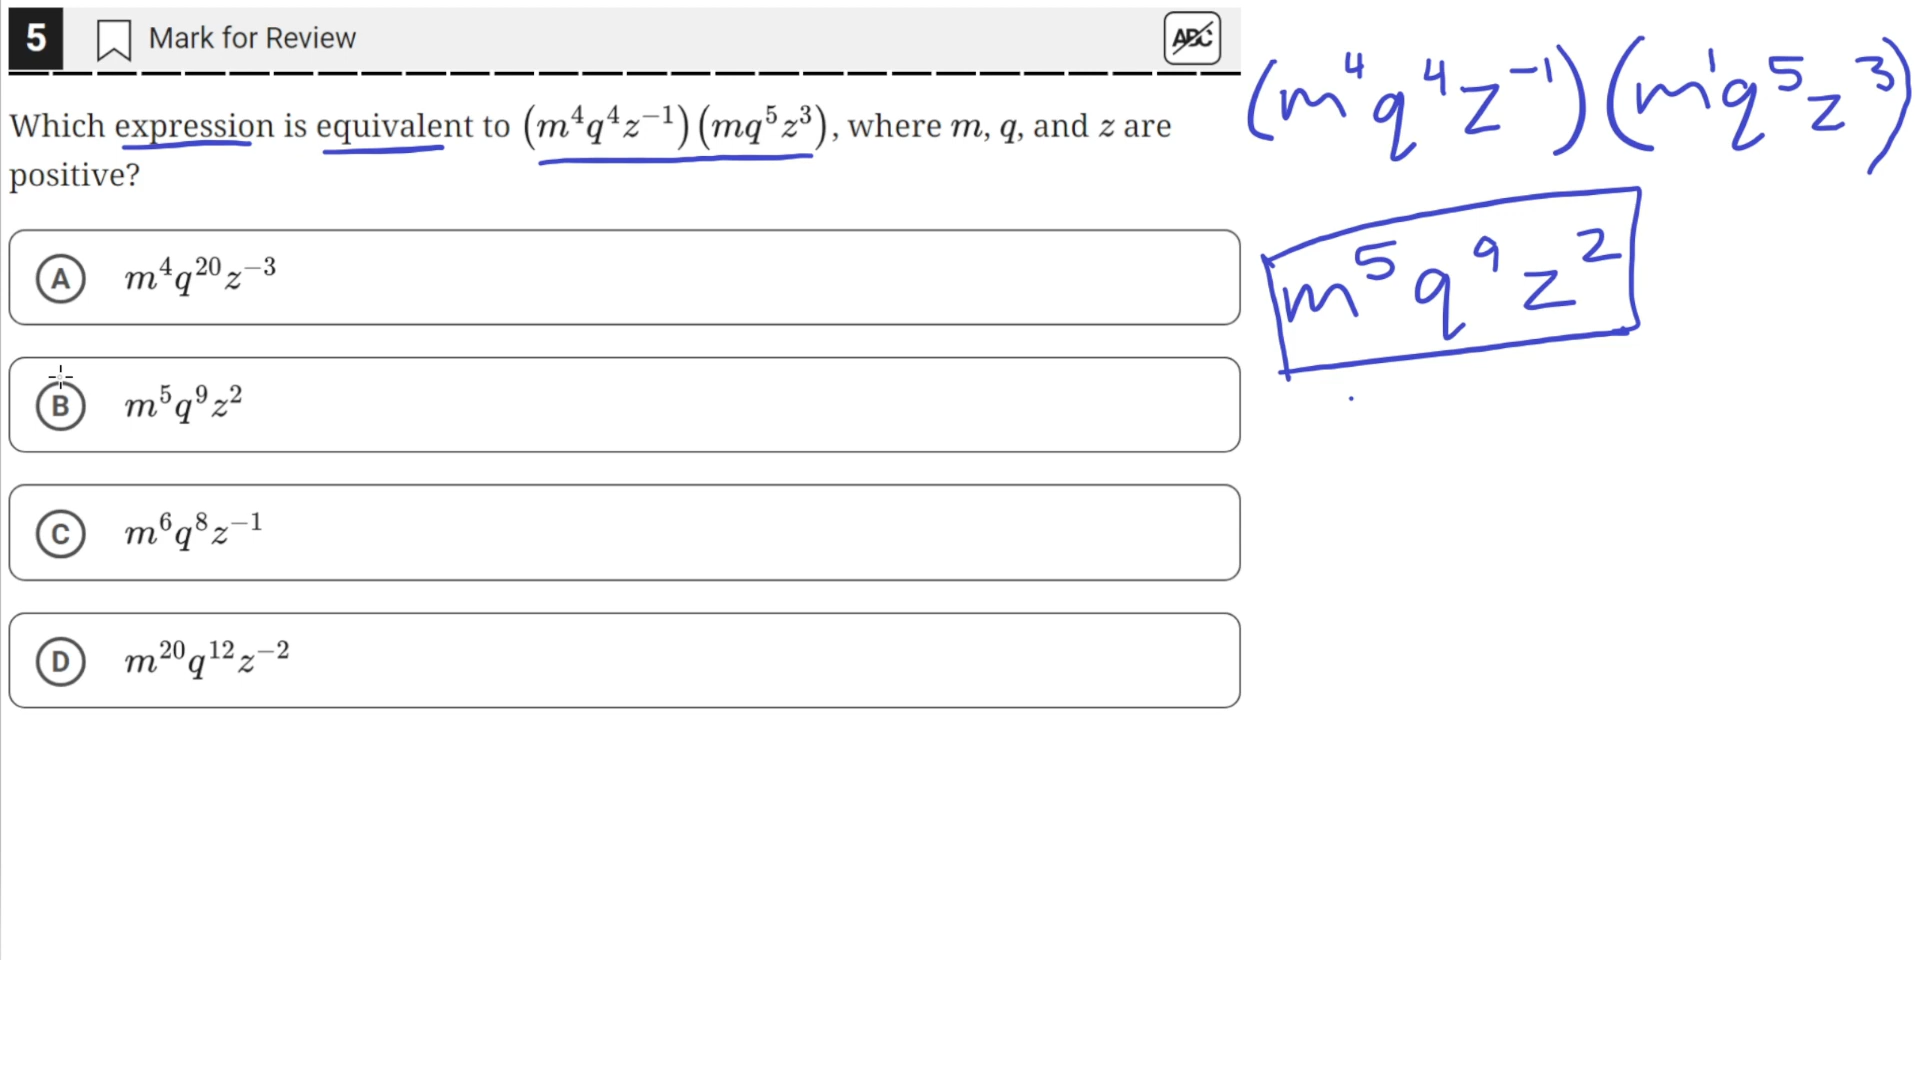 5 Mark for Review ABC
Which expression is equivalent to (m⁴q⁴z⁻¹)(mq⁵z³), where m, q, and z are
positive?
A m⁴q²⁰z⁻³
B m⁵q⁹z²
C m⁶q⁸z⁻¹
D m²⁰q¹²z⁻²
(m⁴q⁴z⁻¹)(m¹q⁵z³)
m⁵q⁹z²